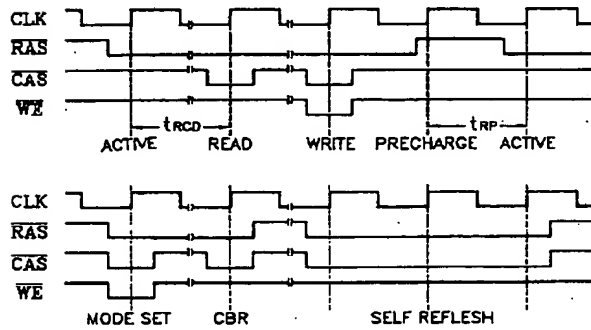 CLK
RAS
CAS
WE
tRCD
tRP
ACTIVE READ WRITE PRECHARGE ACTIVE
CLK
RAS
CAS
WE
MODE SET CBR SELF REFLESH